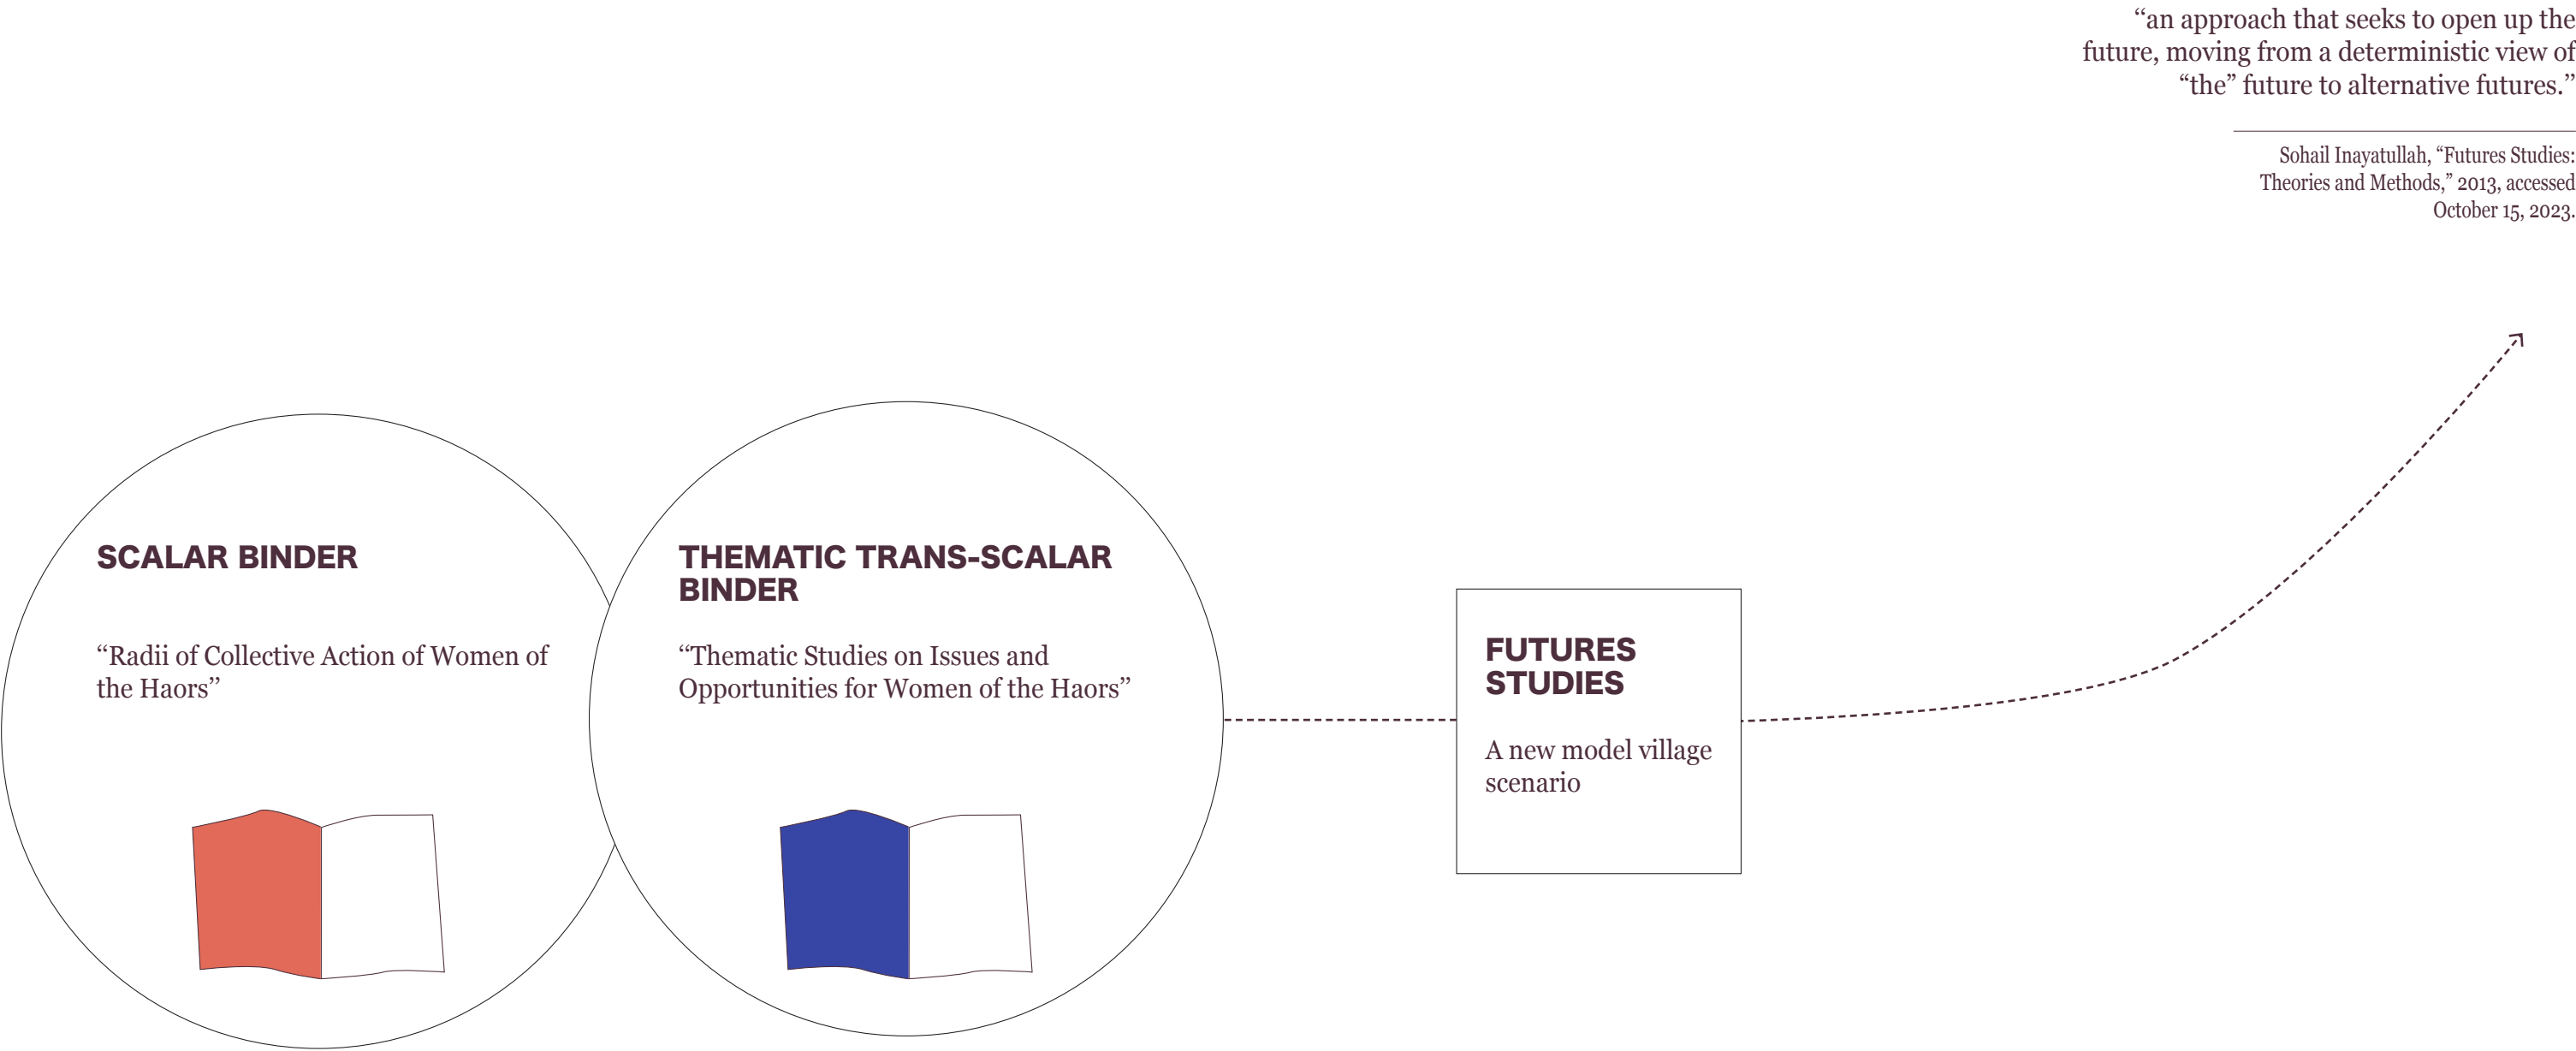 “an approach that seeks to open up the
future, moving from a deterministic view of
“the” future to alternative futures.”
Sohail Inayatullah, “Futures Studies:
Theories and Methods,” 2013, accessed
October 15, 2023.
SCALAR BINDER
“Radii of Collective Action of Women of
the Haors”
THEMATIC TRANS-SCALAR
BINDER
“Thematic Studies on Issues and
Opportunities for Women of the Haors”
FUTURES
STUDIES
A new model village
scenario